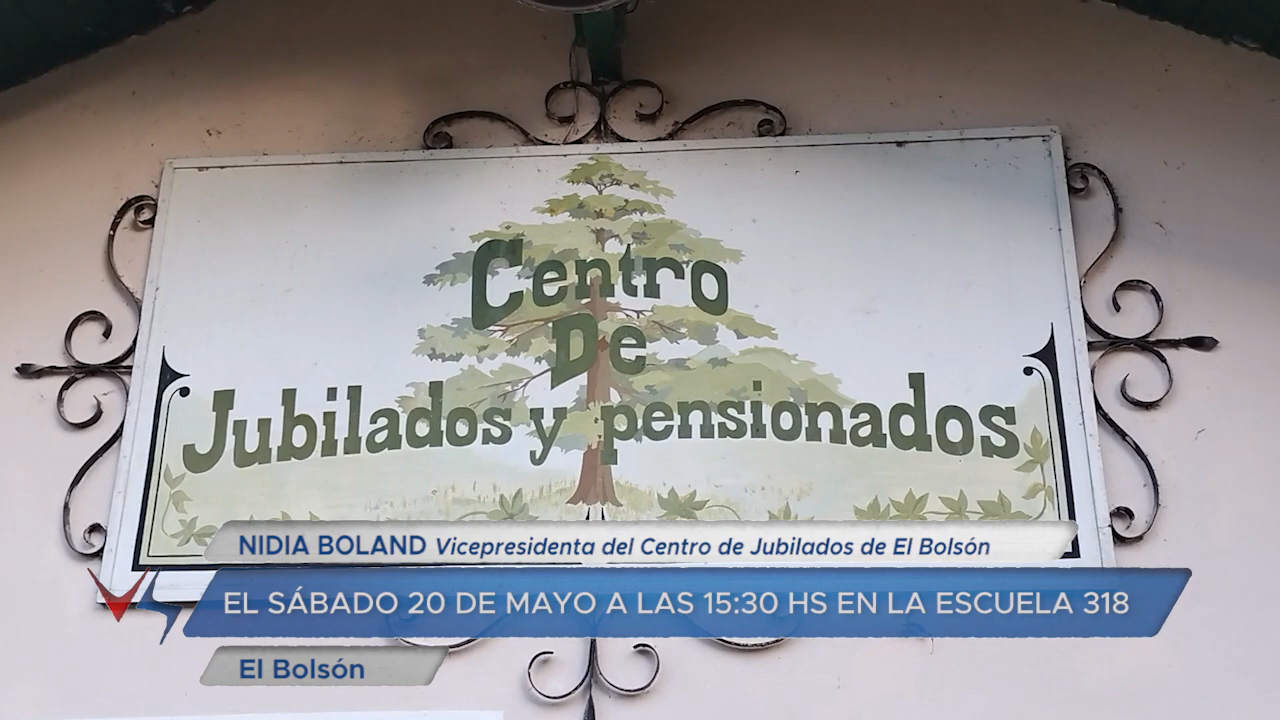 Centro
De
Jubilados y pensionados
NIDIA BOLAND Vicepresidenta del Centro de Jubilados de El Bolsón
EL SÁBADO 20 DE MAYO A LAS 15:30 HS EN LA ESCUELA 318
El Bolsón